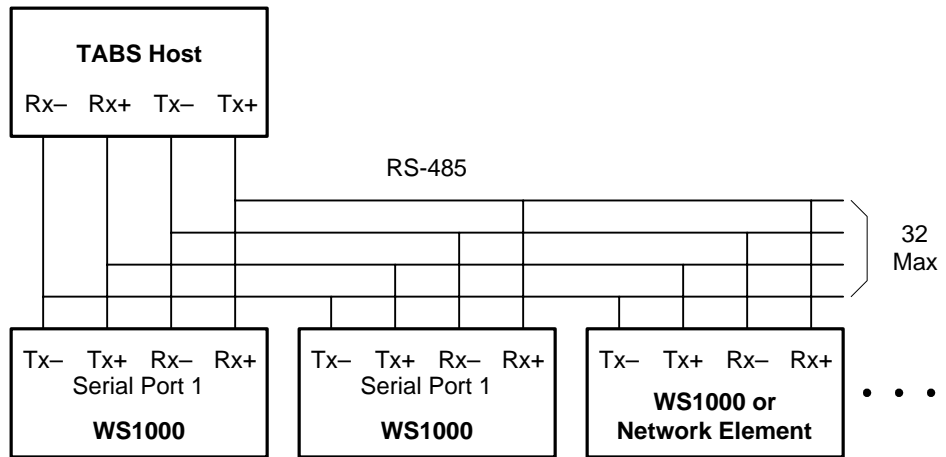 TABS Host
Rx– Rx+ Tx– Tx+
RS-485
32
Max
Tx– Tx+ Rx– Rx+
Serial Port 1
WS1000
Tx– Tx+ Rx– Rx+
Serial Port 1
WS1000
Tx– Tx+ Rx– Rx+
WS1000 or
Network Element
• • •